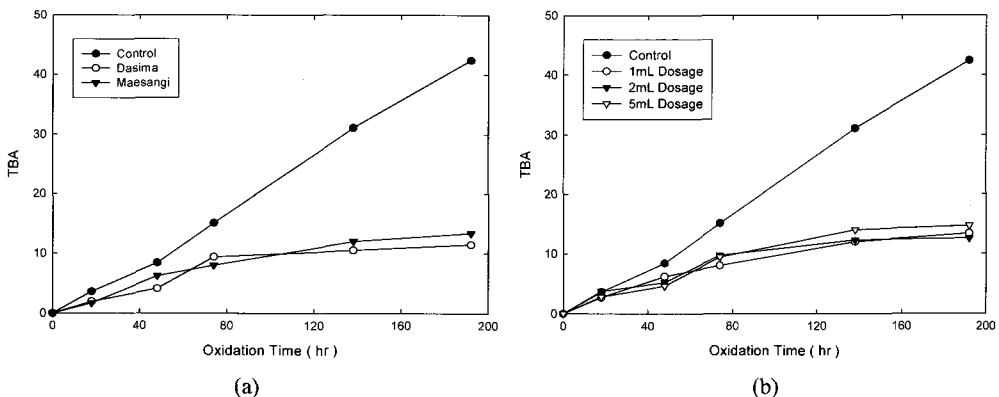 50
40
30
20
10
0
TBA
Control
Dasima
Maesangi
0
40
80
120
160
200
Oxidation Time ( hr )
(a)
50
40
30
20
10
0
TBA
Control
1mL Dosage
2mL Dosage
5mL Dosage
0
40
80
120
160
200
Oxidation Time ( hr )
(b)